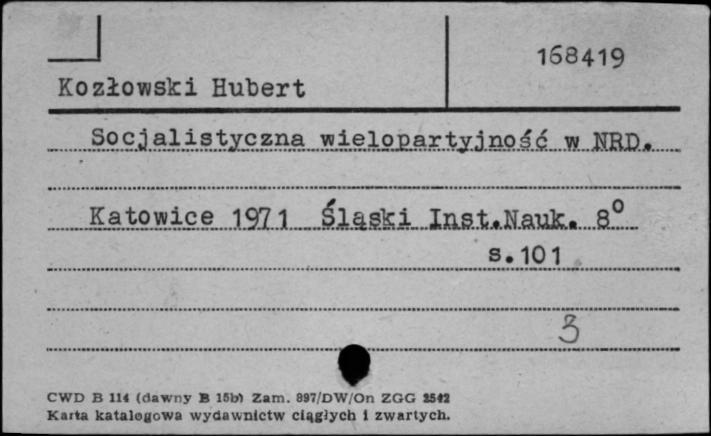 168419
Kozłowski Hubert
Socjalistyczna wielopartyjność w NRD.
Katowice 1971 Śląski Inst.Nauk. 8⁰
s.101
3
CWD B 114 (dawny B 15b) Zam. 897/DW/On ZGG 2542
Karta katalogowa wydawnictw ciągłych i zwartych.